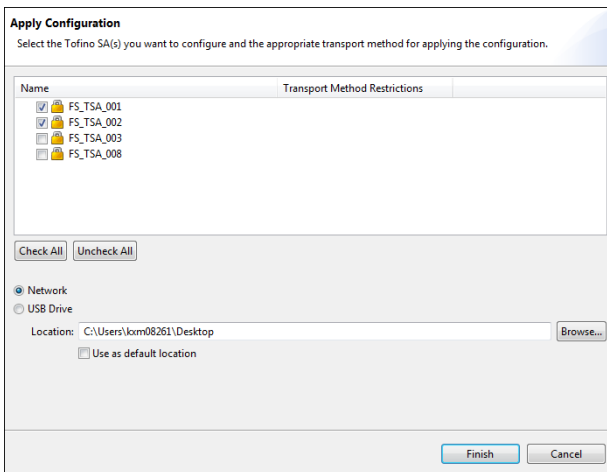 Apply Configuration
Select the Tofino SA(s) you want to configure and the appropriate transport method for applying the configuration.
Name Transport Method Restrictions
FS_TSA_001
FS_TSA_002
FS_TSA_003
FS_TSA_008
Check All Uncheck All
Network
USB Drive
Location: C:\Users\kxm08261\Desktop Browse...
Use as default location
Finish Cancel